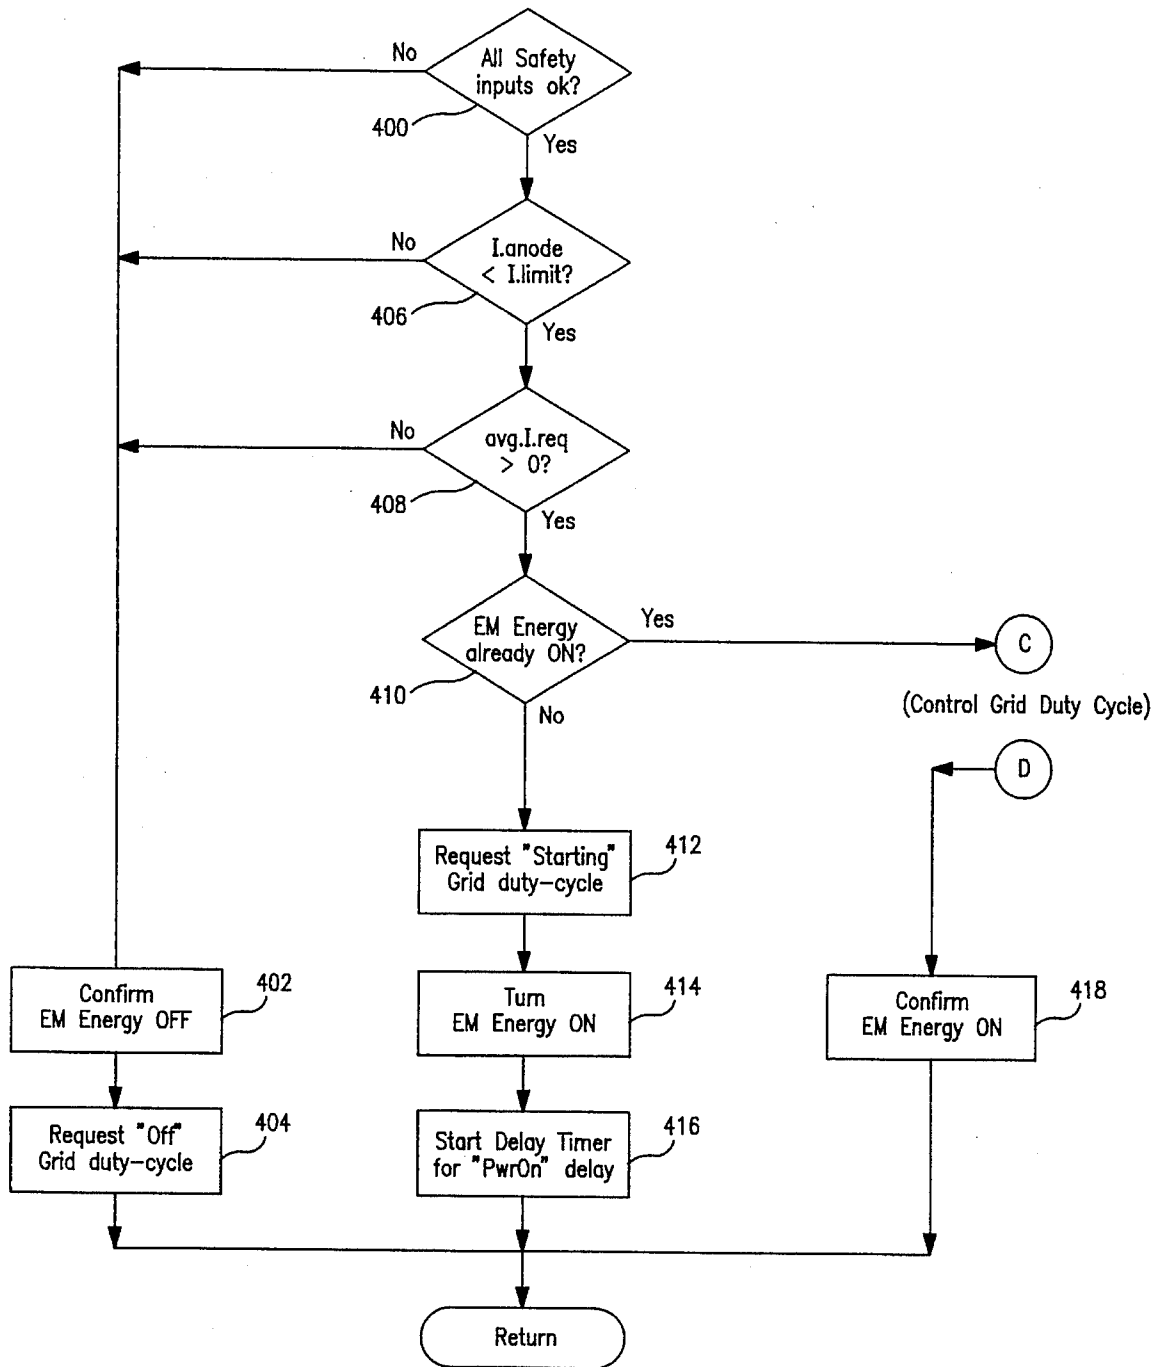 No
All Safety
inputs ok?
400
Yes
No
I.anode
< I.limit?
406
Yes
No
avg.I.req
> 0?
408
Yes
EM Energy
already ON?
Yes
410
No
C
(Control Grid Duty Cycle)
D
Request "Starting"
Grid duty-cycle
412
Confirm
EM Energy OFF
402
Turn
EM Energy ON
414
Confirm
EM Energy ON
418
Request "Off"
Grid duty-cycle
404
Start Delay Timer
for "PwrOn" delay
416
Return